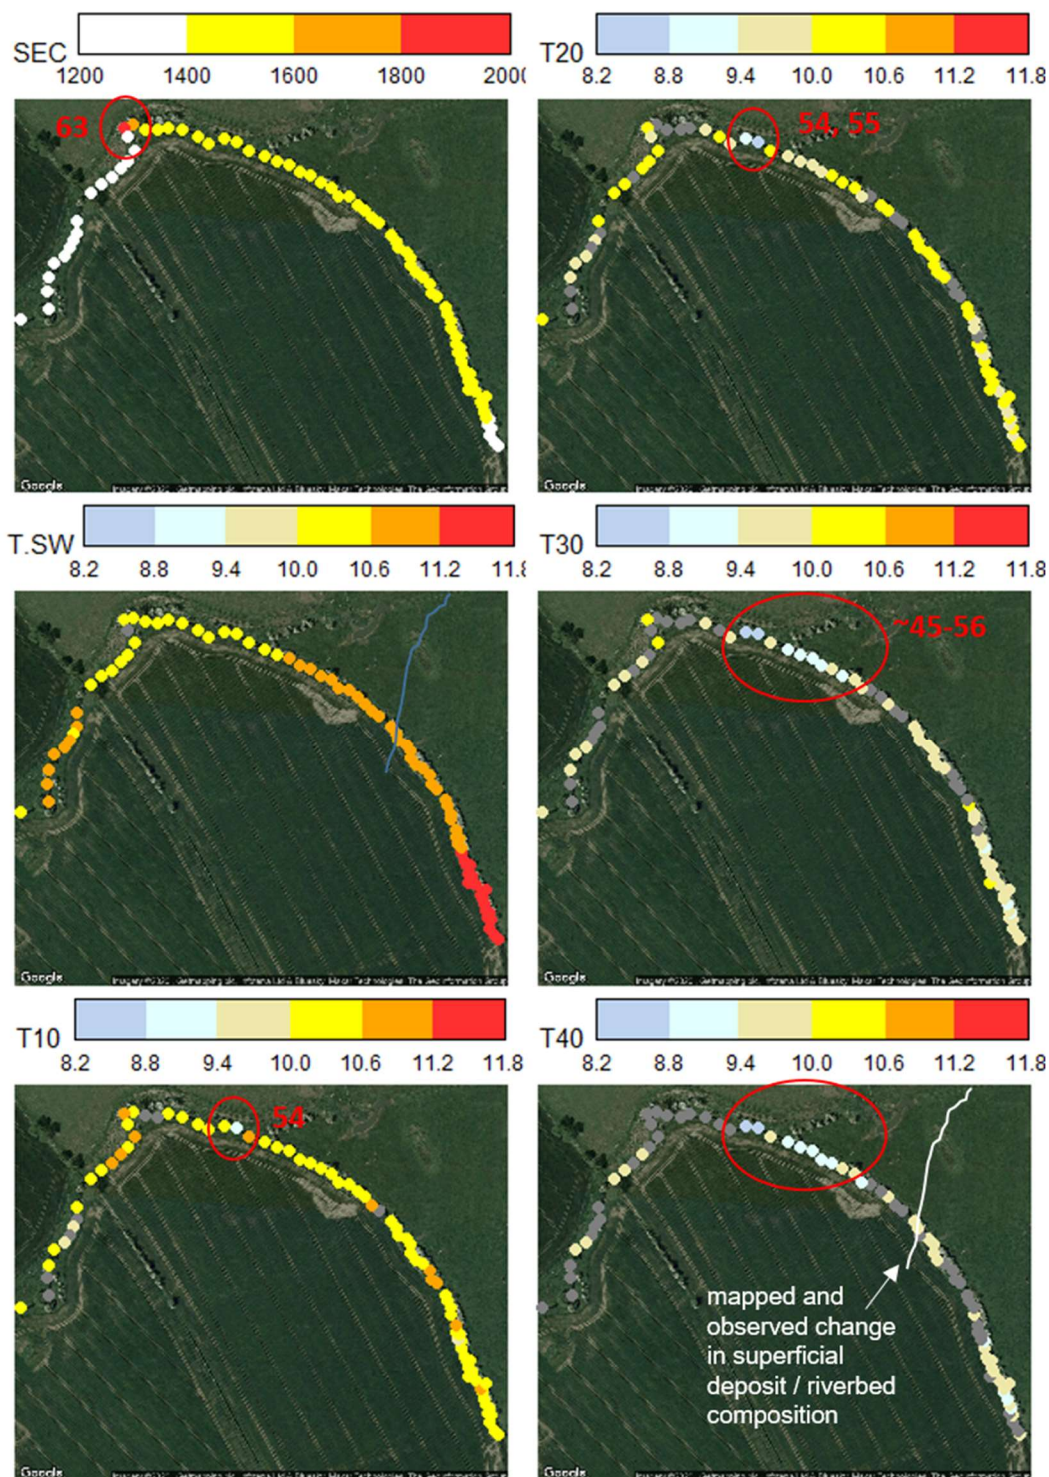 SEC
1200 1400 1600 1800 200
T20
8.2 8.8 9.4 10.0 10.6 11.2 11.8
63
54, 55
Google
Google
T.SW
8.2 8.8 9.4 10.0 10.6 11.2 11.8
T30
8.2 8.8 9.4 10.0 10.6 11.2 11.8
~45-56
Google
Google
T10
8.2 8.8 9.4 10.0 10.6 11.2 11.8
T40
8.2 8.8 9.4 10.0 10.6 11.2 11.8
54
mapped and
observed change
in superficial
deposit / riverbed
composition
Google
Google